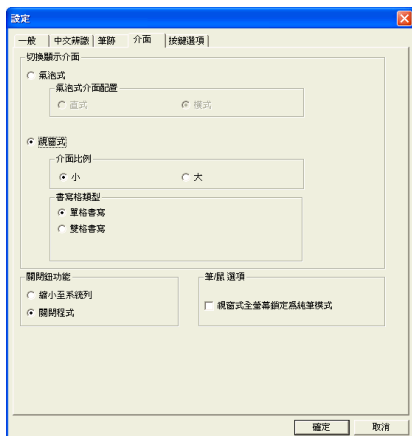 設定
一般 中文辨識 筆跡 介面 按鍵選項
切換顯示介面
氣泡式
氣泡式介面配置
直式 橫式
視窗式
介面比例
小 大
書寫格類型
單格書寫
雙格書寫
關閉鈕功能 筆/鼠 選項
縮小至系統列
視窗式全螢幕鎖定為純筆模式
關閉程式
確定 取消